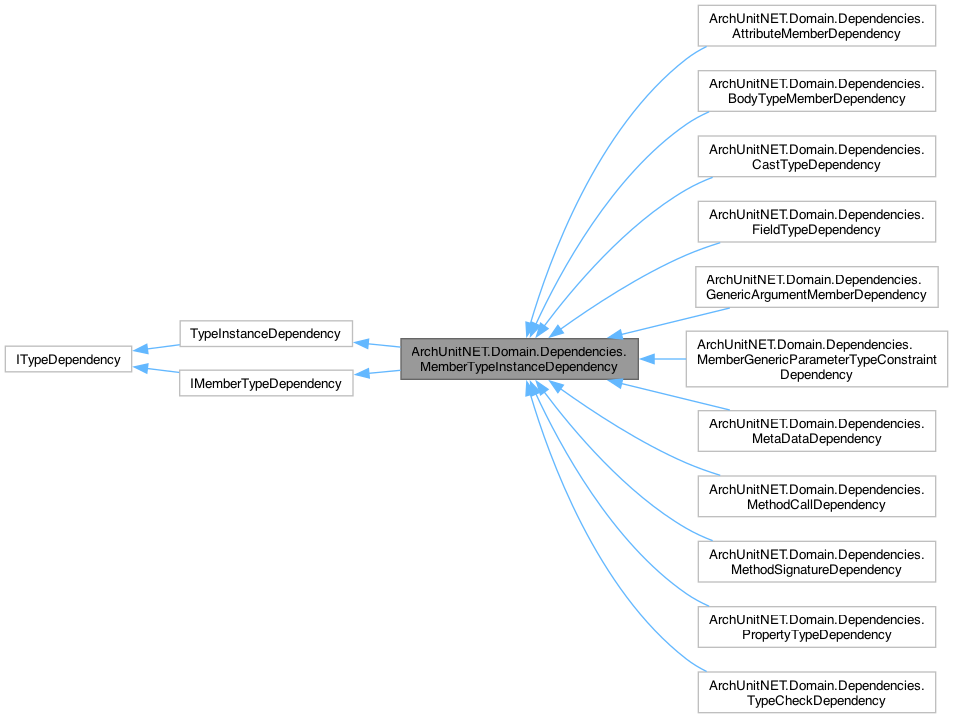 ITypeDependency
TypeInstanceDependency
IMemberTypeDependency
ArchUnitNET.Domain.Dependencies.
MemberTypeInstanceDependency
ArchUnitNET.Domain.Dependencies.
AttributeMemberDependency
ArchUnitNET.Domain.Dependencies.
BodyTypeMemberDependency
ArchUnitNET.Domain.Dependencies.
CastTypeDependency
ArchUnitNET.Domain.Dependencies.
FieldTypeDependency
ArchUnitNET.Domain.Dependencies.
GenericArgumentMemberDependency
ArchUnitNET.Domain.Dependencies.
MemberGenericParameterTypeConstraint
Dependency
ArchUnitNET.Domain.Dependencies.
MetaDataDependency
ArchUnitNET.Domain.Dependencies.
MethodCallDependency
ArchUnitNET.Domain.Dependencies.
MethodSignatureDependency
ArchUnitNET.Domain.Dependencies.
PropertyTypeDependency
ArchUnitNET.Domain.Dependencies.
TypeCheckDependency